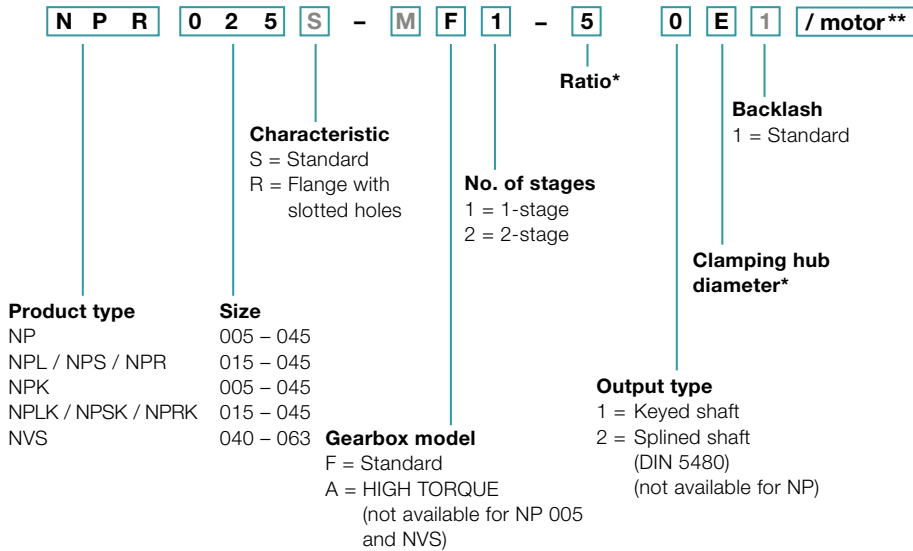 NPR 025 S – M F 1 – 5 0 E 1 / motor**
Ratio*
Backlash
1 = Standard
Characteristic
S = Standard
R = Flange with
slotted holes
No. of stages
1 = 1-stage
2 = 2-stage
Clamping hub
diameter*
Product type Size
NP 005 – 045
NPL / NPS / NPR 015 – 045
NPK 005 – 045
NPLK / NPSK / NPRK 015 – 045
NVS 040 – 063
Gearbox model
F = Standard
A = HIGH TORQUE
(not available for NP 005
and NVS)
Output type
1 = Keyed shaft
2 = Splined shaft
(DIN 5480)
(not available for NP)